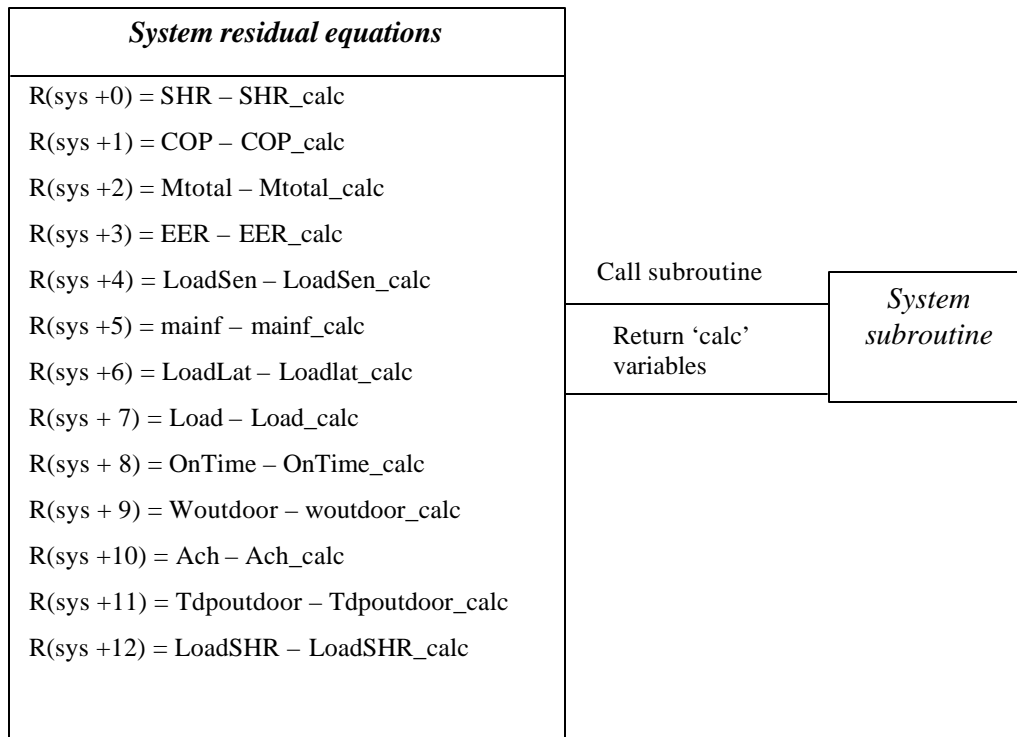 System residual equations
R(sys +0) = SHR – SHR_calc
R(sys +1) = COP – COP_calc
R(sys +2) = Mtotal – Mtotal_calc
R(sys +3) = EER – EER_calc
R(sys +4) = LoadSen – LoadSen_calc
R(sys +5) = mainf – mainf_calc
R(sys +6) = LoadLat – Loadlat_calc
R(sys + 7) = Load – Load_calc
R(sys + 8) = OnTime – OnTime_calc
R(sys + 9) = Woutdoor – woutdoor_calc
R(sys +10) = Ach – Ach_calc
R(sys +11) = Tdpoutdoor – Tdpoutdoor_calc
R(sys +12) = LoadSHR – LoadSHR_calc
Call subroutine
Return ‘calc’
variables
System
subroutine